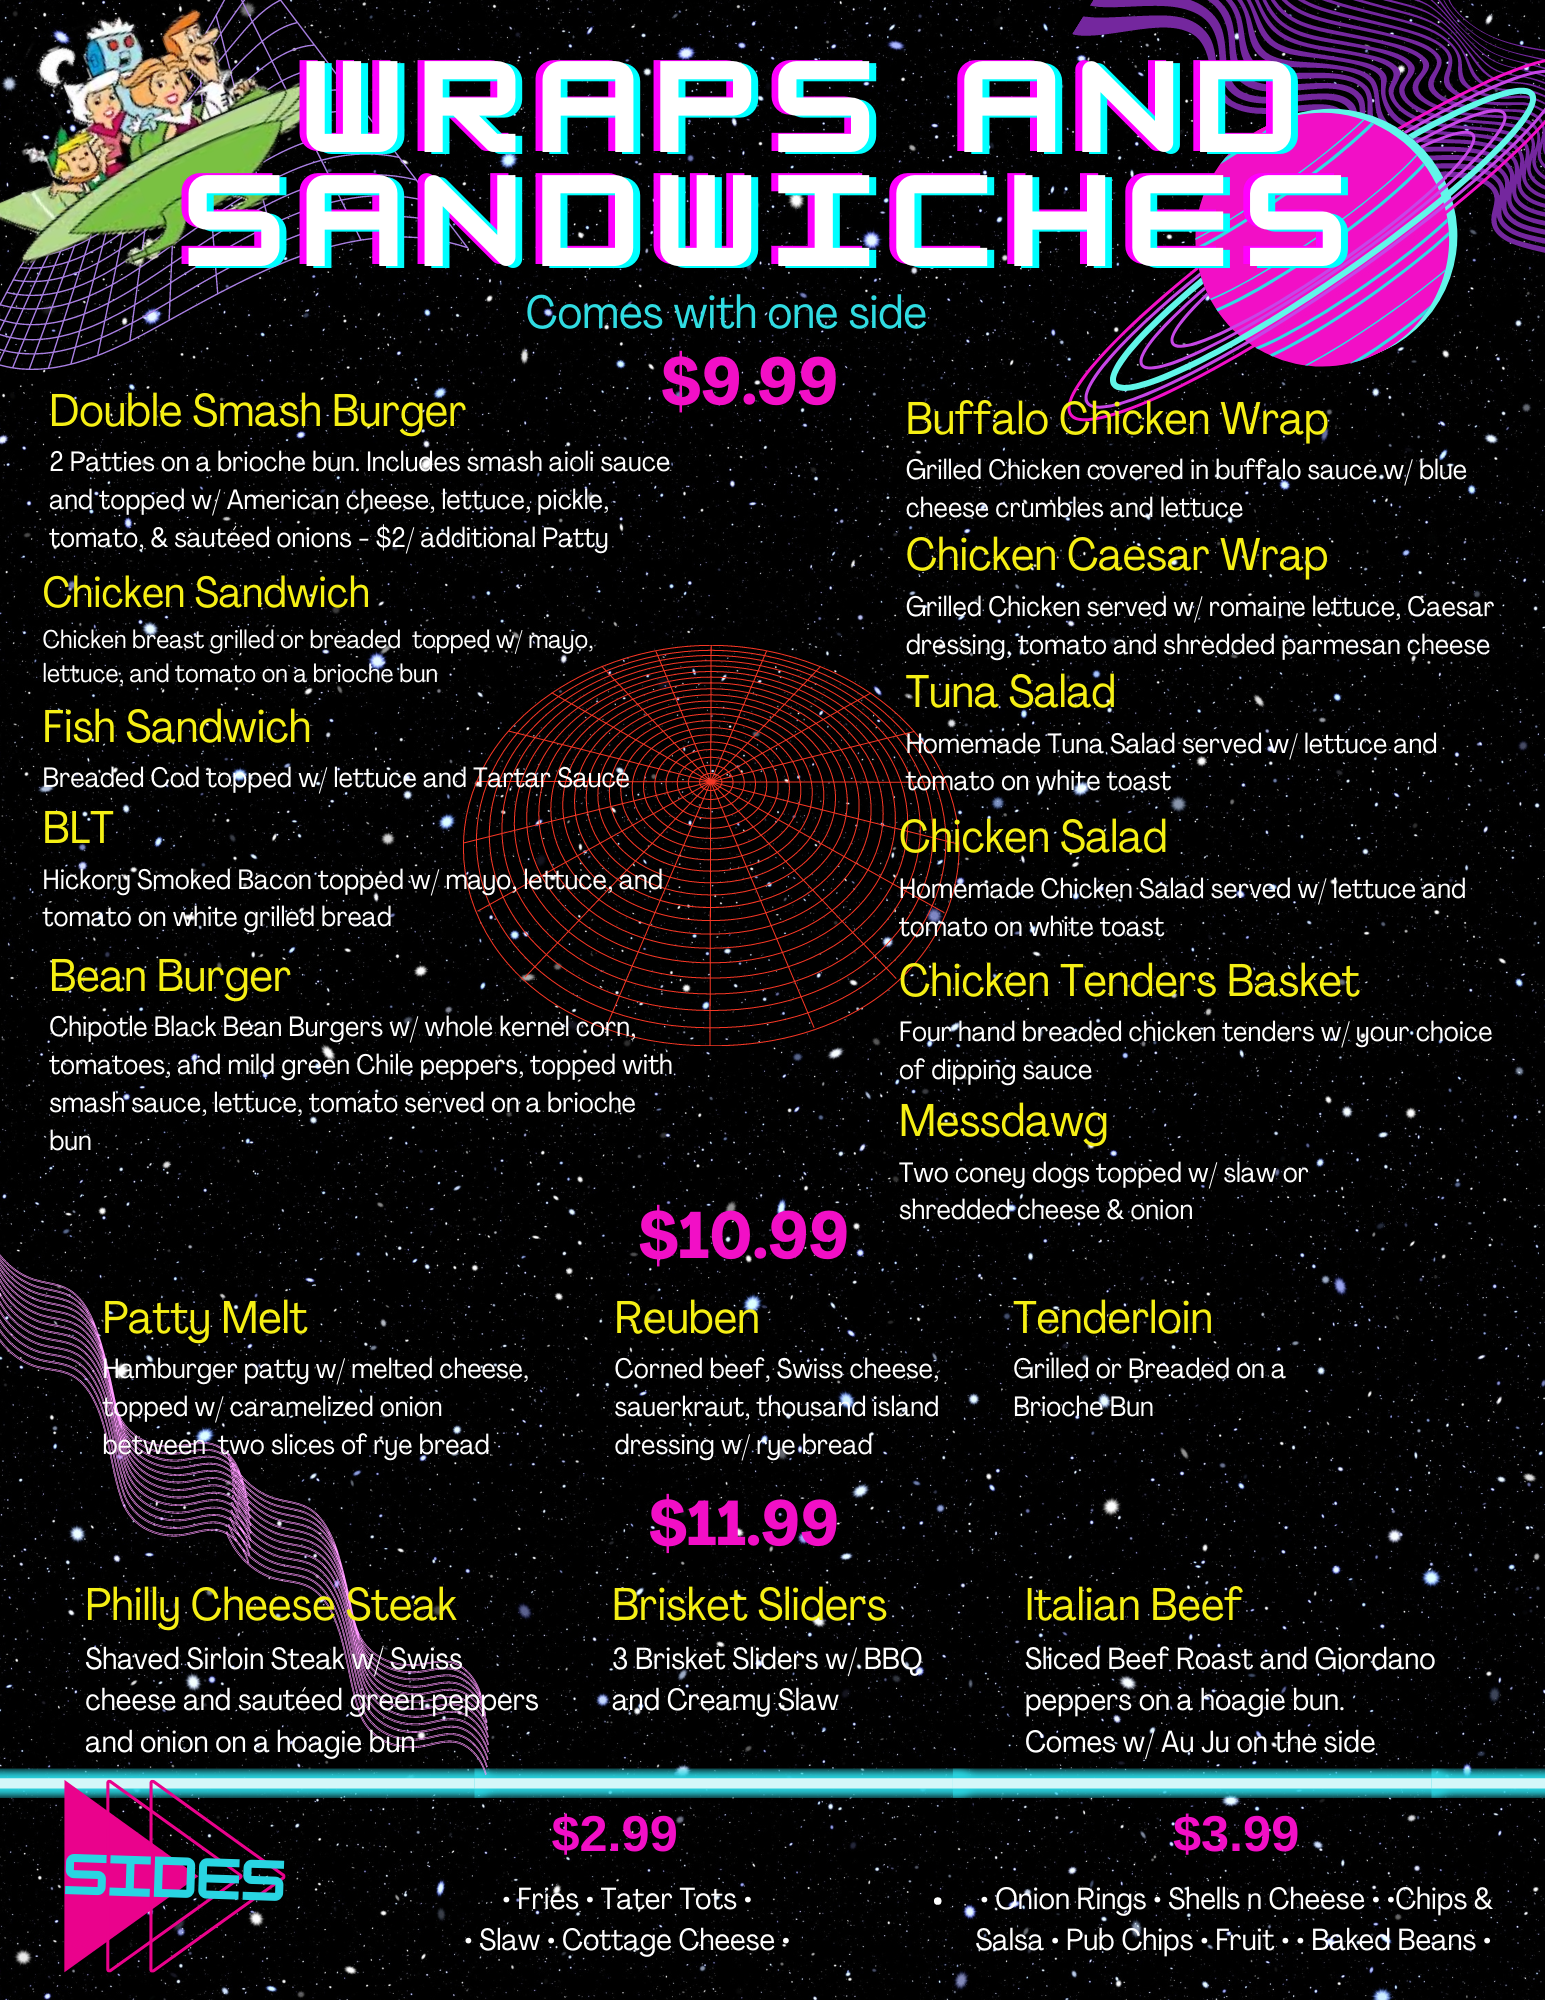 WRAPS AND
SANDWICHES
Comes with one side
$9.99
Double Smash Burger
2 Patties on a brioche bun. Includes smash aioli sauce
and topped w/ American cheese, lettuce, pickle,
tomato, & sautéed onions - $2/ additional Patty
Chicken Sandwich
Chicken breast grilled or breaded topped w/ mayo,
lettuce, and tomato on a brioche bun
Fish Sandwich
Breaded Cod topped w/ lettuce and Tartar Sauce
BLT
Hickory Smoked Bacon topped w/ mayo, lettuce, and
tomato on white grilled bread
Bean Burger
Chipotle Black Bean Burgers w/ whole kernel corn,
tomatoes, and mild green Chile peppers, topped with
smash sauce, lettuce, tomato served on a brioche
bun
Buffalo Chicken Wrap
Grilled Chicken covered in buffalo sauce w/ blue
cheese crumbles and lettuce
Chicken Caesar Wrap
Grilled Chicken served w/ romaine lettuce, Caesar
dressing, tomato and shredded parmesan cheese
Tuna Salad
Homemade Tuna Salad served w/ lettuce and
tomato on white toast
Chicken Salad
Homemade Chicken Salad served w/ lettuce and
tomato on white toast
Chicken Tenders Basket
Four hand breaded chicken tenders w/ your choice
of dipping sauce
Messdawg
Two coney dogs topped w/ slaw or
shredded cheese & onion
$10.99
Patty Melt
Hamburger patty w/ melted cheese,
topped w/ caramelized onion
between two slices of rye bread
Reuben
Corned beef, Swiss cheese,
sauerkraut, thousand island
dressing w/ rye bread
Tenderloin
Grilled or Breaded on a
Brioche Bun
$11.99
Philly Cheese Steak
Shaved Sirloin Steak w/ Swiss
cheese and sautéed green peppers
and onion on a hoagie bun
Brisket Sliders
3 Brisket Sliders w/ BBQ
and Creamy Slaw
Italian Beef
Sliced Beef Roast and Giordano
peppers on a hoagie bun.
Comes w/ Au Ju on the side
SIDES
$2.99
• Fries • Tater Tots •
• Slaw • Cottage Cheese •
$3.99
• • Onion Rings • Shells n Cheese • •Chips &
Salsa • Pub Chips • Fruit • • Baked Beans •